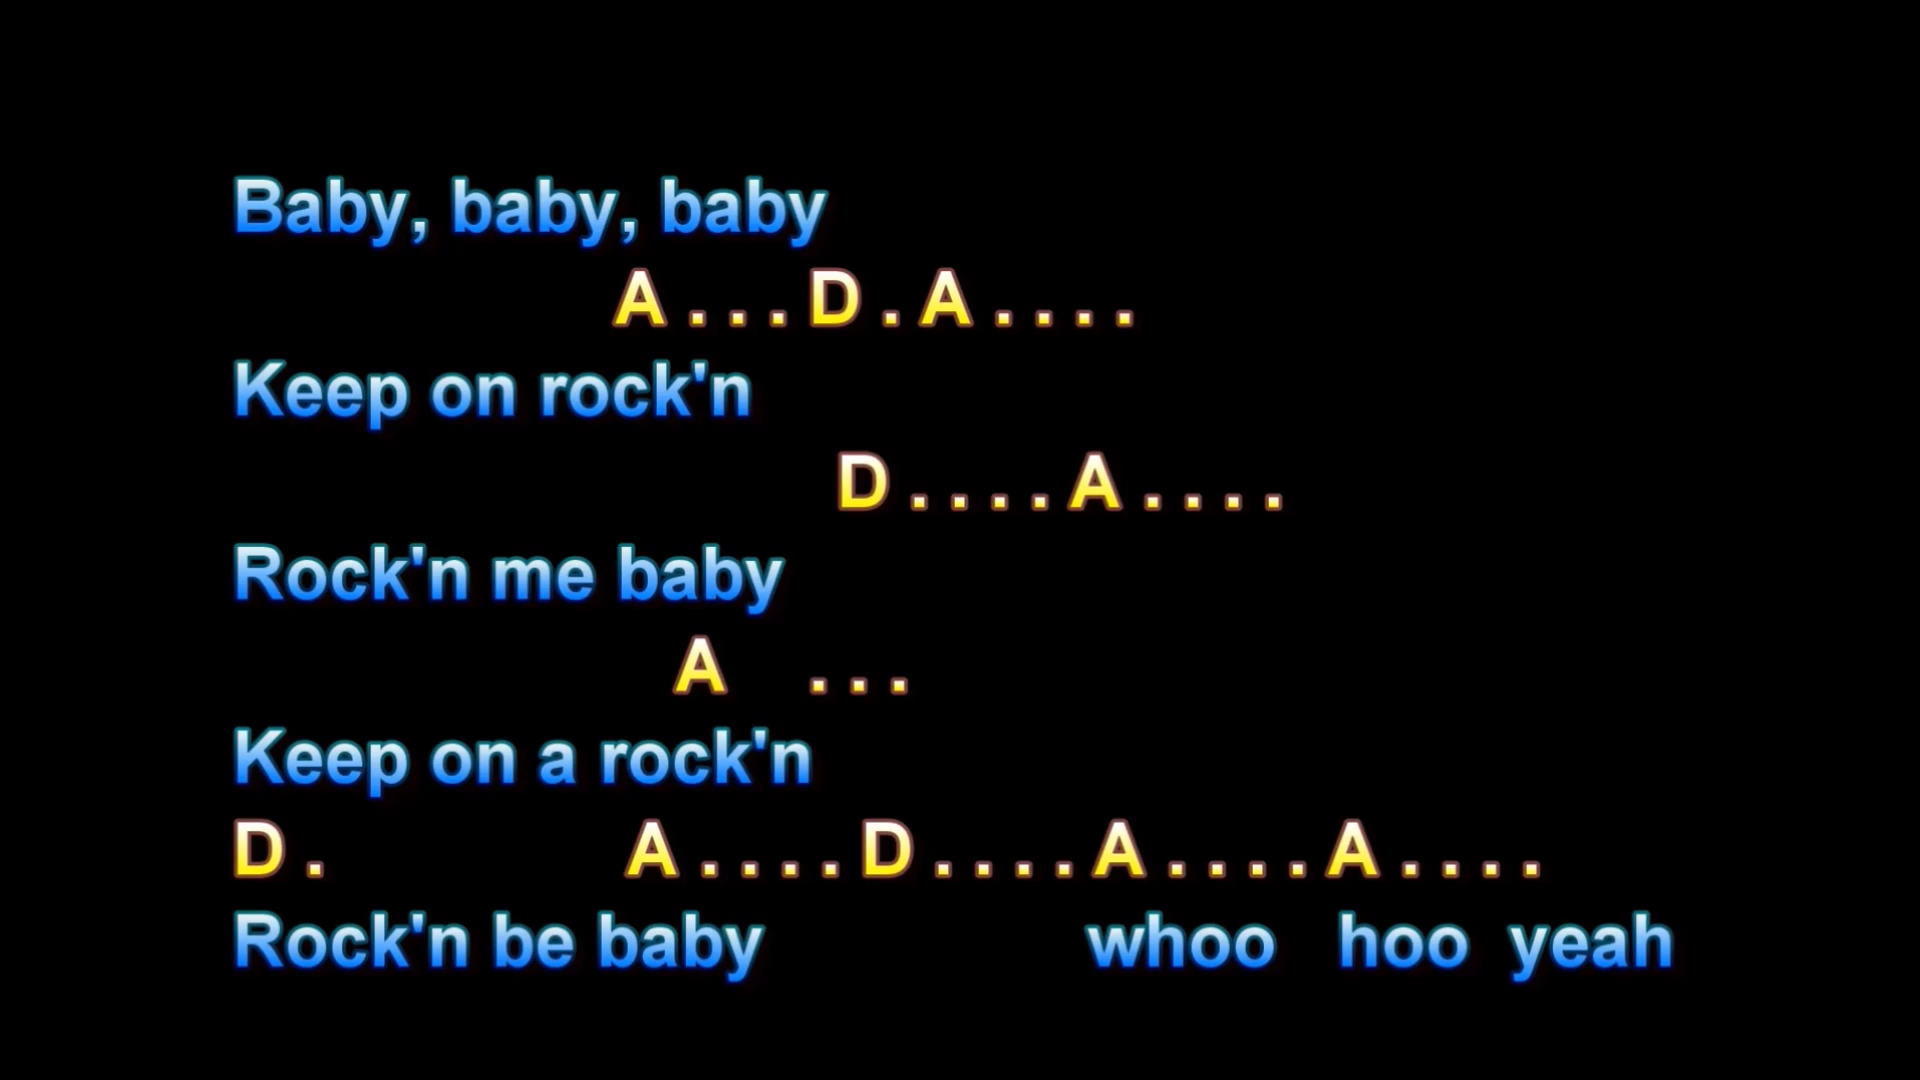 Baby, baby, baby
A . . . D . A . . . .
Keep on rock'n
D . . . . A . . . .
Rock'n me baby
A . . .
Keep on a rock'n
D . A . . . . D . . . . A . . . . A . . . .
Rock'n be baby whoo hoo yeah